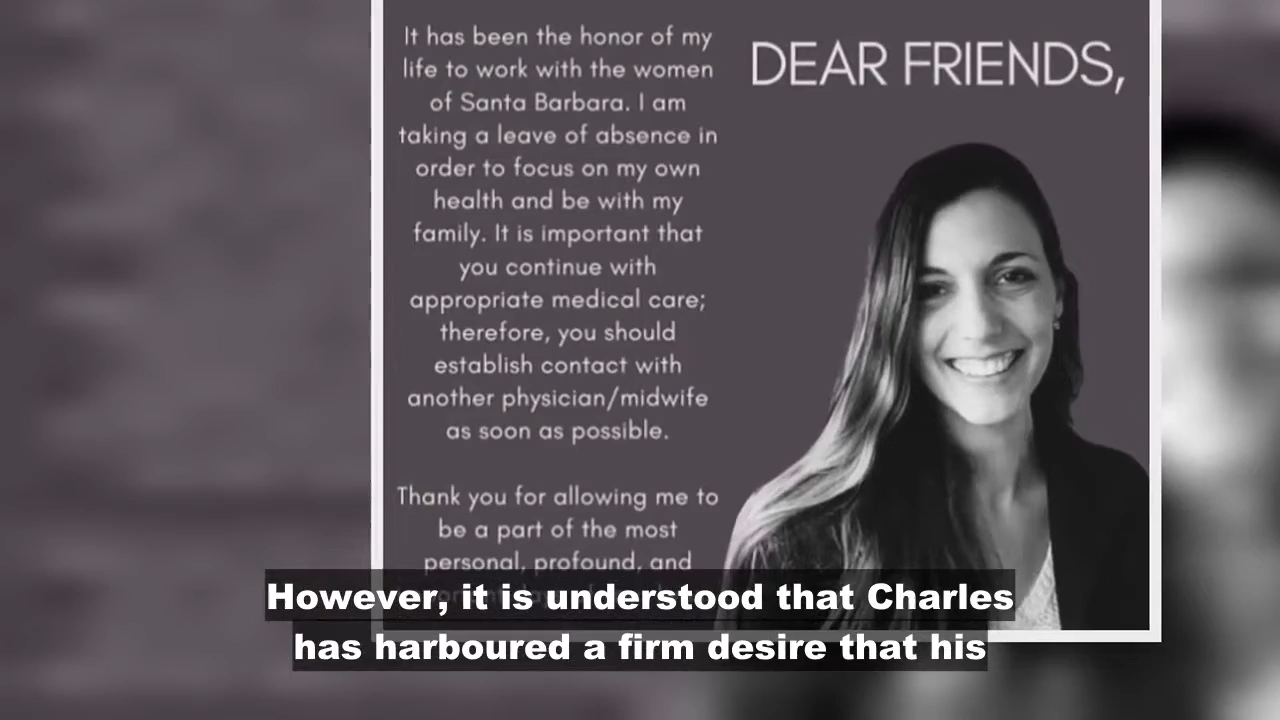 It has been the honor of my
life to work with the women
of Santa Barbara. I am
taking a leave of absence in
order to focus on my own
health and be with my
family. It is important that
you continue with
appropriate medical care;
therefore, you should
establish contact with
another physician/midwife
as soon as possible.
Thank you for allowing me to
be a part of the most
personal, profound, and
DEAR FRIENDS,
However, it is understood that Charles
has harboured a firm desire that his